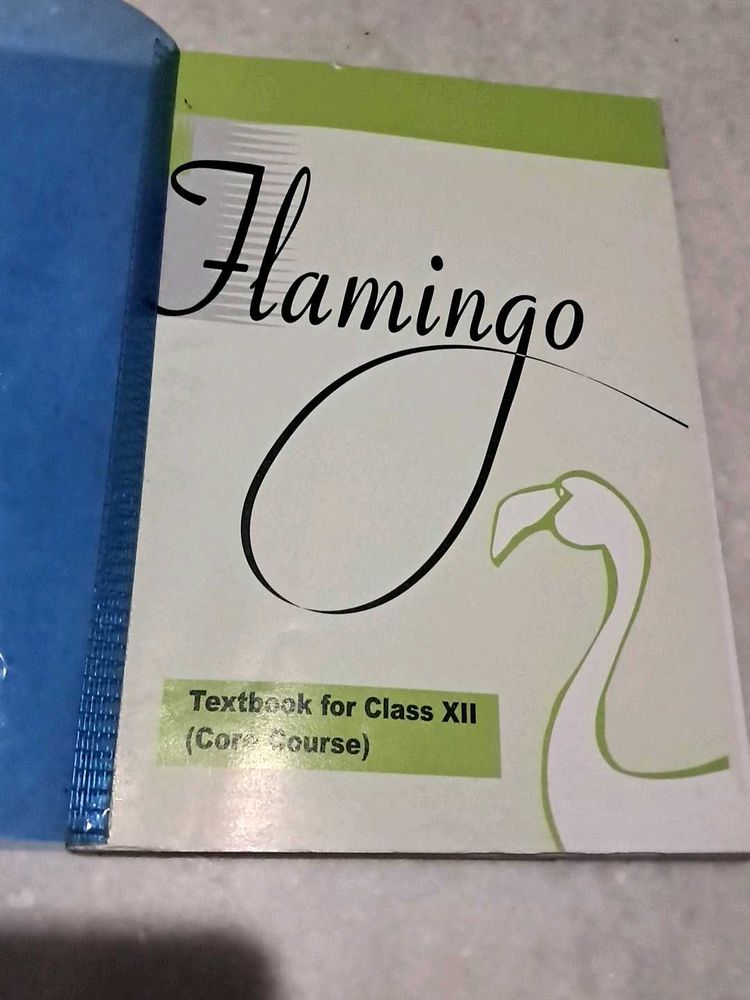 Flamingo
Textbook for Class XII
(Core Course)